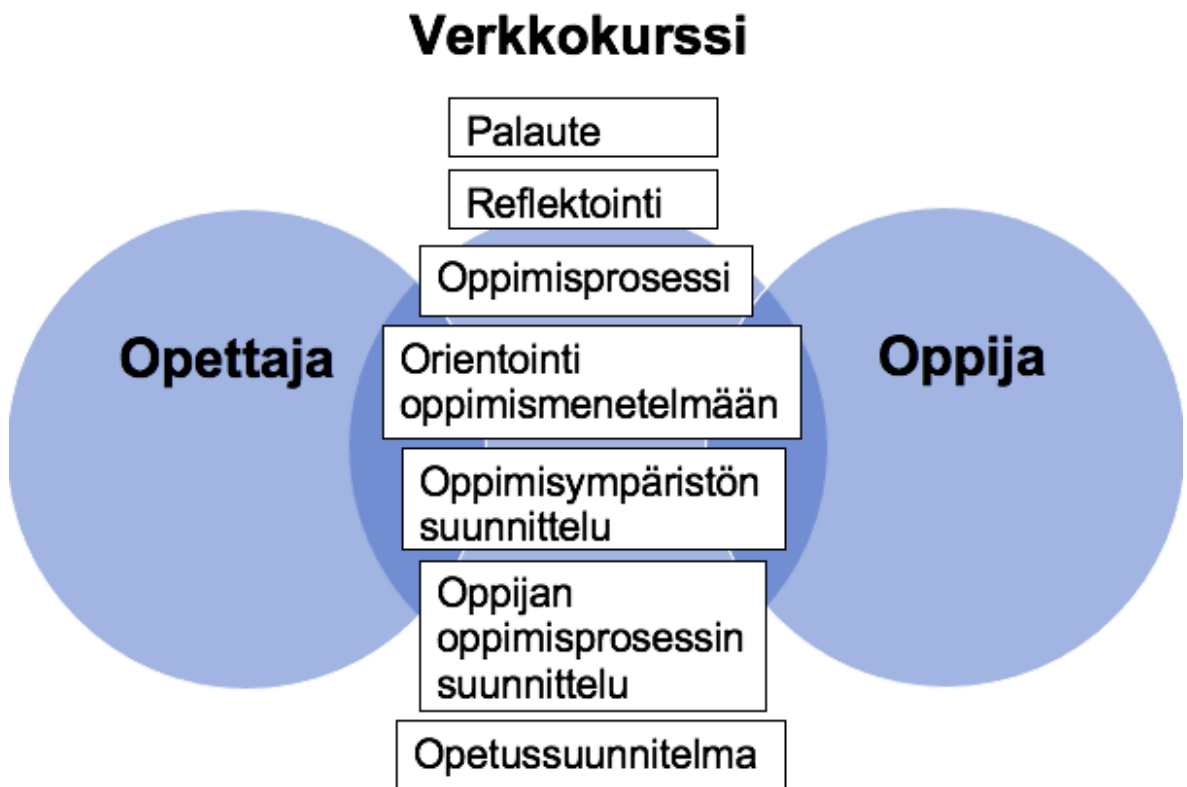 Verkkokurssi
Palaute
Reflektointi
Oppimisprosessi
Opettaja
Oppija
Orientointi
oppimismenetelmään
Oppimisympäristön
suunnittelu
Oppijan
oppimisprosessin
suunnittelu
Opetussuunnitelma